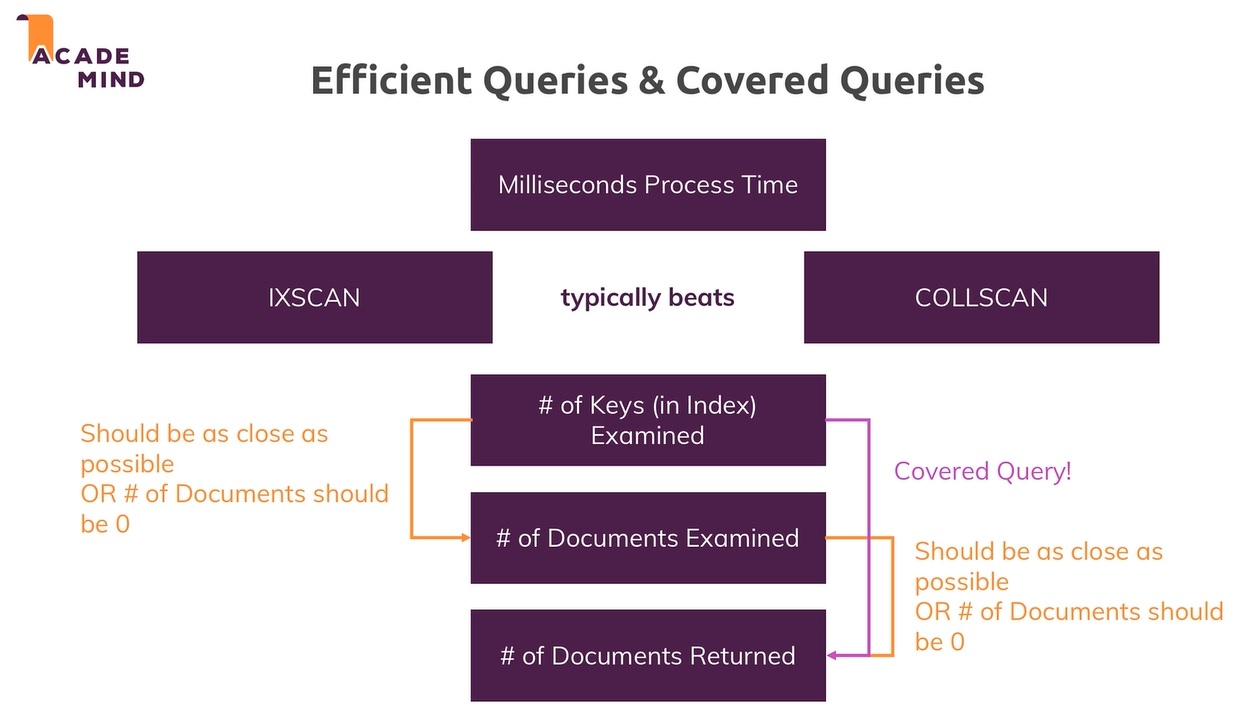 ACADE
MIND
Efficient Queries & Covered Queries
Milliseconds Process Time
IXSCAN
typically beats
COLLSCAN
# of Keys (in Index)
Examined
Should be as close as
possible
OR # of Documents should
be 0
Covered Query!
# of Documents Examined
Should be as close as
possible
OR # of Documents should
be 0
# of Documents Returned